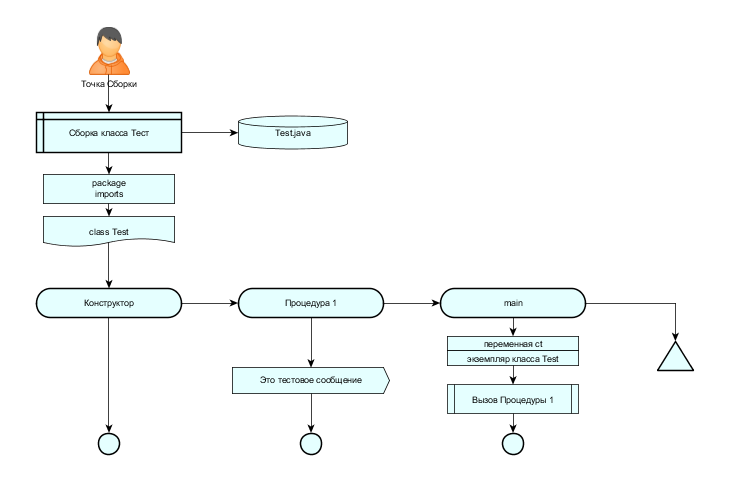 Точка Сборки
Сборка класса Тест
Test.java
package
imports
class Test
Конструктор
Процедура 1
main
переменная ct
экземпляр класса Test
Это тестовое сообщение
Вызов Процедуры 1